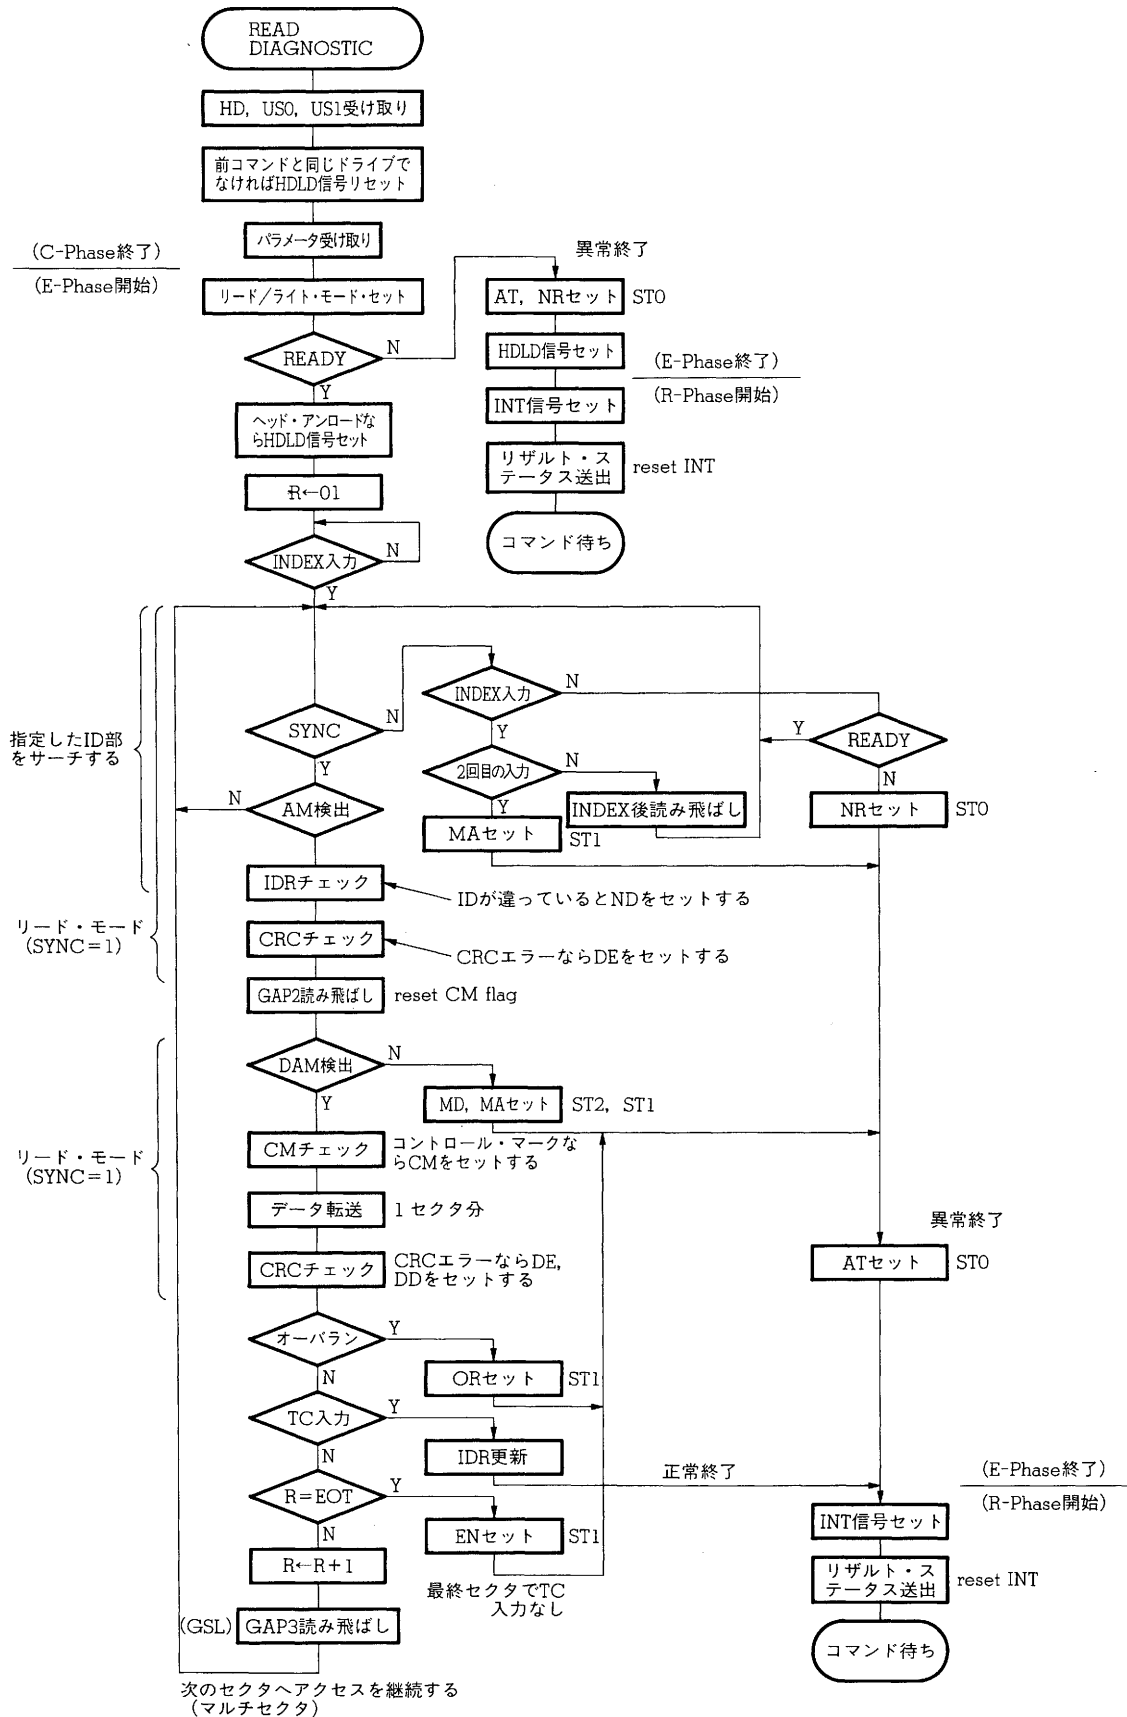 READ
DIAGNOSTIC
HD, US0, US1受け取り
前コマンドと同じドライブで
なければHDLD信号リセット
パラメータ受け取り
(C-Phase終了)
(E-Phase開始)
リード/ライト・モード・セット
READY
N
Y
異常終了
AT, NRセット
ST0
HDLD信号セット
(E-Phase終了)
(R-Phase開始)
INT信号セット
リザルト・ス
テータス送出
reset INT
コマンド待ち
ヘッド・アンロードな
らHDLD信号セット
R←01
INDEX入力
N
Y
指定したID部
をサーチする
SYNC
N
Y
INDEX入力
N
Y
2回目の入力
N
Y
INDEX後読み飛ばし
MAセット
ST1
READY
Y
N
NRセット
ST0
AM検出
N
IDRチェック
IDが違っているとNDをセットする
リード・モード
(SYNC=1)
CRCチェック
CRCエラーならDEをセットする
GAP2読み飛ばし
reset CM flag
DAM検出
N
Y
MD, MAセット
ST2, ST1
リード・モード
(SYNC=1)
CMチェック
コントロール・マークな
らCMをセットする
データ転送
1セクタ分
CRCチェック
CRCエラーならDE,
DDをセットする
異常終了
ATセット
ST0
オーバラン
Y
N
ORセット
ST1
TC入力
Y
N
IDR更新
正常終了
(E-Phase終了)
(R-Phase開始)
R=EOT
Y
N
ENセット
ST1
INT信号セット
R←R+1
最終セクタでTC
入力なし
リザルト・ス
テータス送出
reset INT
(GSL)
GAP3読み飛ばし
コマンド待ち
次のセクタへアクセスを継続する
(マルチセクタ)